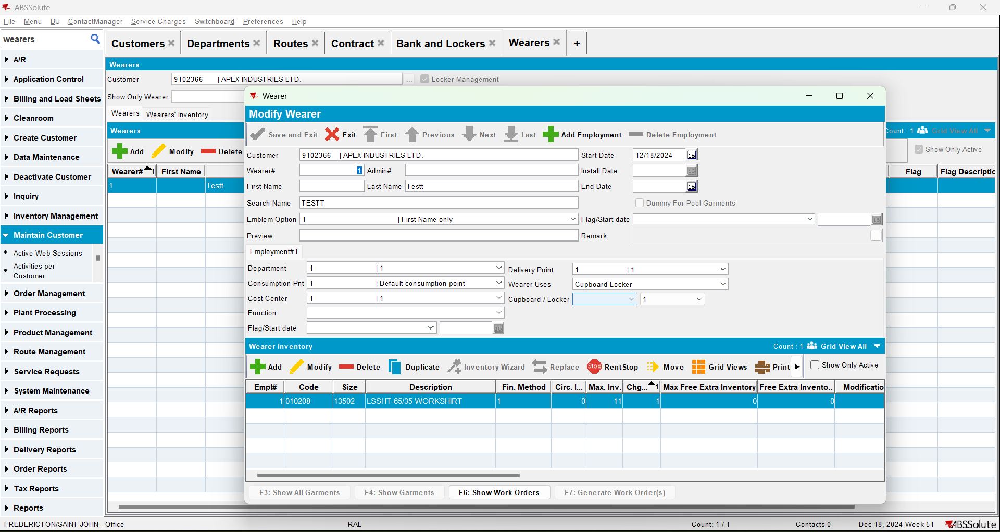 ABSSolute
File Menu BU ContactManager Service Charges Switchboard Preferences Help
wearers
Customers Departments Routes Contract Bank and Lockers Wearers +
A/R
Application Control
Billing and Load Sheets
Cleanroom
Create Customer
Data Maintenance
Deactivate Customer
Inquiry
Inventory Management
Maintain Customer
Active Web Sessions
Activities per
Customer
Order Management
Plant Processing
Product Management
Route Management
Service Requests
System Maintenance
A/R Reports
Billing Reports
Delivery Reports
Order Reports
Tax Reports
Reports
Wearers
Customer 9102366 | APEX INDUSTRIES LTD. ... Locker Management
Show Only Wearer
Wearers Wearers' Inventory
Wearers
Count : 1 Grid View All
Add Modify Delete
Show Only Active
Wearer# 1 First Name Flag Descriptio
Flag
1 Testt
Wearer
Modify Wearer
Save and Exit Exit First Previous Next Last Add Employment Delete Employment
Customer 9102366 | APEX INDUSTRIES LTD. Start Date 12/18/2024 16
Wearer# 1 Admin# Install Date 16
First Name Last Name Testt End Date 16
Search Name TESTT Dummy For Pool Garments
Emblem Option 1 | First Name only Flag/Start date 16
Preview Remark ...
Employment#1
Department 1 | 1 Delivery Point 1 | 1
Consumption Pnt 1 | Default consumption point Wearer Uses Cupboard Locker
Cost Center 1 | 1 Cupboard / Locker 1
Function
Flag/Start date 16
Wearer Inventory Count : 1 Grid View All
Add Modify Delete Duplicate Inventory Wizard Replace Stop RentStop Move Grid Views Print Show Only Active
Empl# Code Size Description Fin. Method Circ. I... Max. Inv. Chg... 1 Max Free Extra Inventory Free Extra Invento... Modificatio
1 010208 13502 LSSHT-65/35 WORKSHIRT 1 0 11 1 0 0
F3: Show All Garments F4: Show Garments F6: Show Work Orders F7: Generate Work Order(s)
FREDERICTON/SAINT JOHN - Office RAL Count: 1 / 1 Contacts 0 Dec 18, 2024 Week 51 ABSSolute